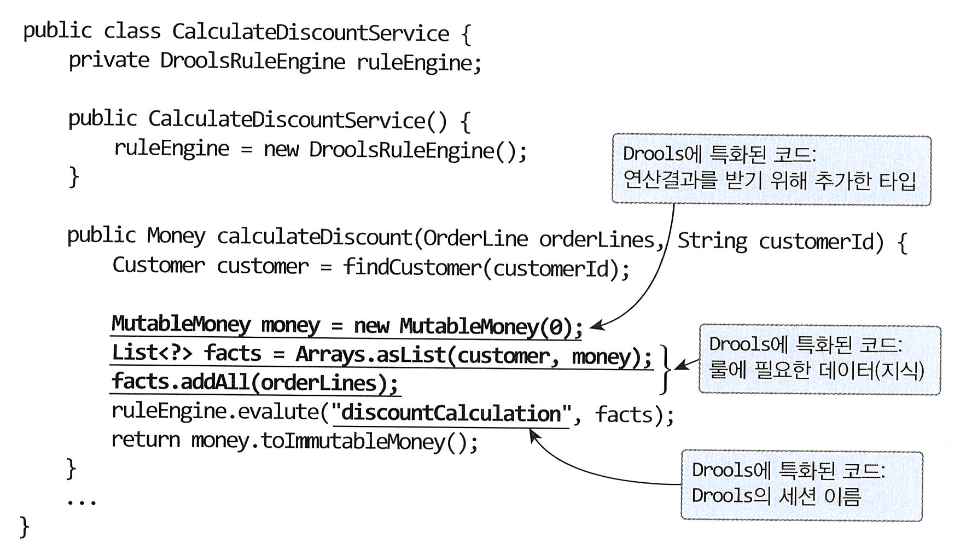 public class CalculateDiscountService {
private DroolsRuleEngine ruleEngine;
public CalculateDiscountService() {
ruleEngine = new DroolsRuleEngine();
}
Drools에 특화된 코드:
연산결과를 받기 위해 추가한 타입
public Money calculateDiscount(OrderLine orderLines, String customerId) {
Customer customer = findCustomer(customerId);
MutableMoney money = new MutableMoney(0);
List<?> facts = Arrays.asList(customer, money);
facts.addAll(orderLines);
Drools에 특화된 코드:
룰에 필요한 데이터(지식)
ruleEngine.evalute("discountCalculation", facts);
return money.toImmutableMoney();
}
Drools에 특화된 코드:
Drools의 세션 이름
...
}